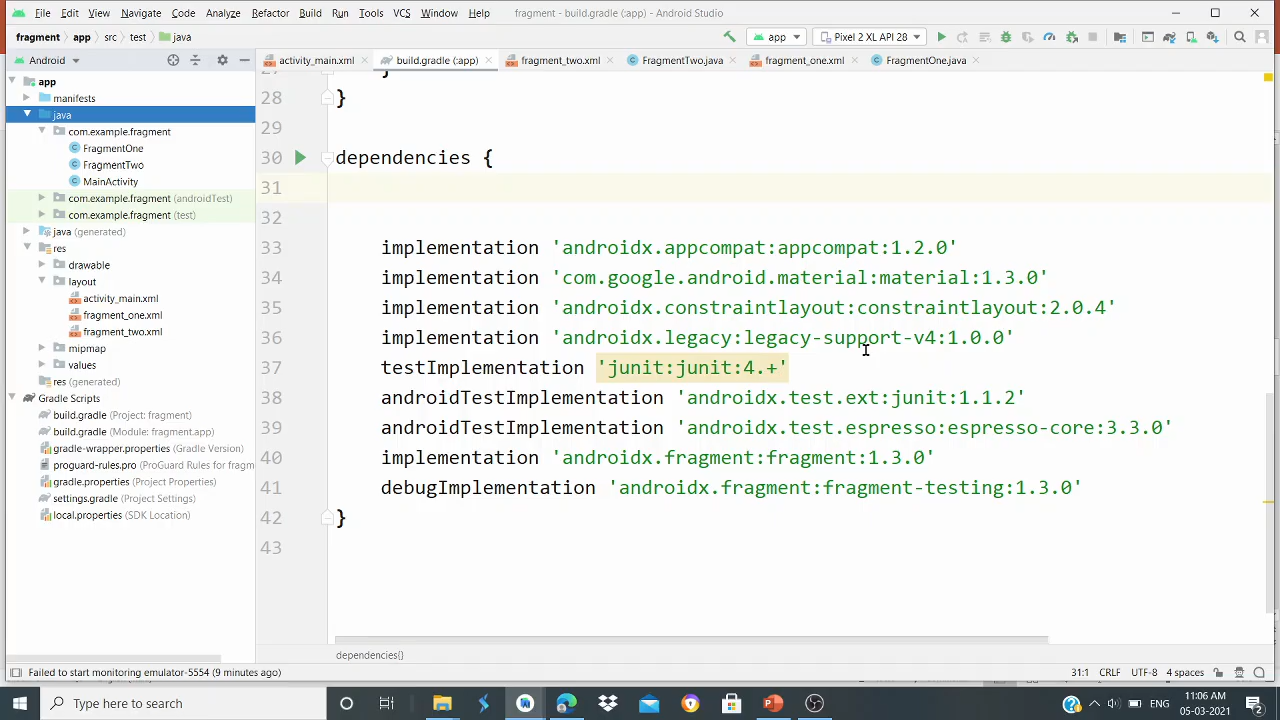 File Edit View Navigate Code Analyze Refactor Build Run Tools VCS Window Help fragment - build.gradle (app) - Android Studio
fragment app src test java app Pixel 2 XL API 28
Android activity_main.xml build.gradle (app) fragment_two.xml FragmentTwo.java fragment_one.xml FragmentOne.java
app
manifests
java
com.example.fragment
FragmentOne
FragmentTwo
MainActivity
com.example.fragment (androidTest)
com.example.fragment (test)
java (generated)
res
drawable
layout
activity_main.xml
fragment_one.xml
fragment_two.xml
mipmap
values
res (generated)
Gradle Scripts
build.gradle (Project: fragment)
build.gradle (Module: fragment.app)
gradle-wrapper.properties (Gradle Version)
proguard-rules.pro (ProGuard Rules for fragm
gradle.properties (Project Properties)
settings.gradle (Project Settings)
local.properties (SDK Location)
28 }
29
30 dependencies {
31
32
33 implementation 'androidx.appcompat:appcompat:1.2.0'
34 implementation 'com.google.android.material:material:1.3.0'
35 implementation 'androidx.constraintlayout:constraintlayout:2.0.4'
36 implementation 'androidx.legacy:legacy-support-v4:1.0.0'
37 testImplementation 'junit:junit:4.+'
38 androidTestImplementation 'androidx.test.ext:junit:1.1.2'
39 androidTestImplementation 'androidx.test.espresso:espresso-core:3.3.0'
40 implementation 'androidx.fragment:fragment:1.3.0'
41 debugImplementation 'androidx.fragment:fragment-testing:1.3.0'
42 }
43
dependencies{}
Failed to start monitoring emulator-5554 (9 minutes ago) 31:1 CRLF UTF-8 4 spaces
Type here to search ENG 11:06 AM
05-03-2021 2